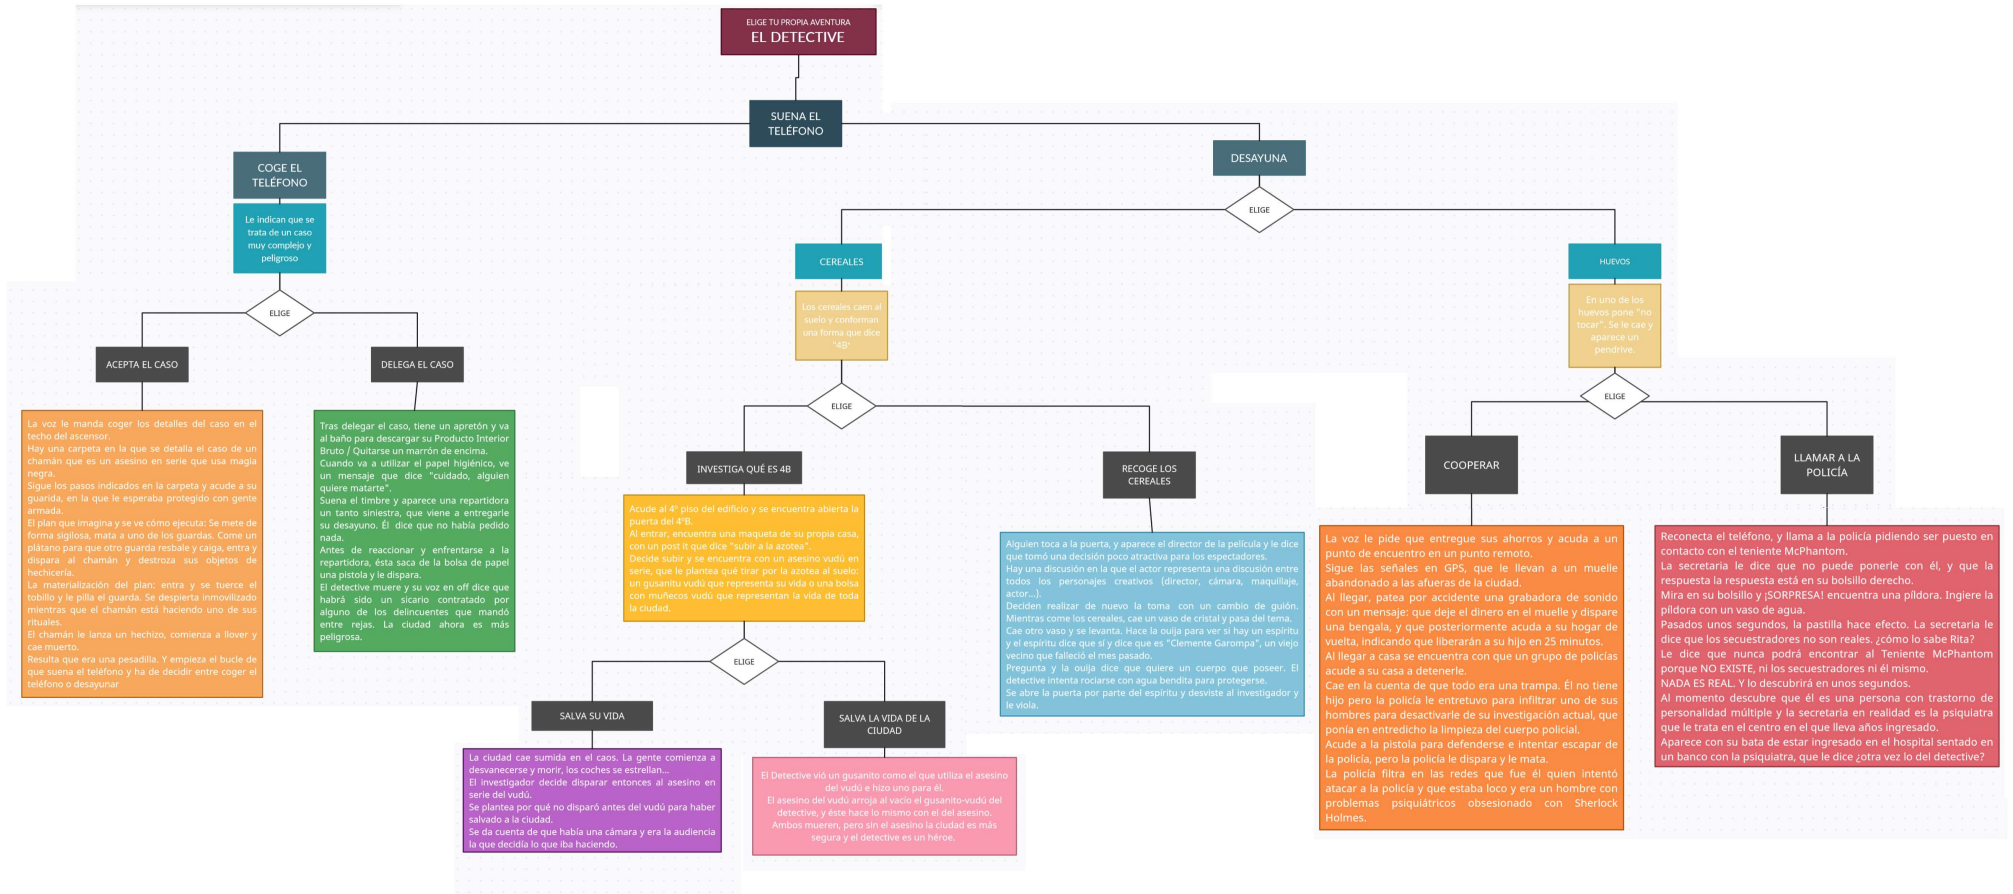 ELIGE TU PROPIA AVENTURA
EL DETECTIVE
SUENA EL
TELÉFONO
COGE EL
TELÉFONO
Le indican que se
trata de un caso
muy complejo y
peligroso
ELIGE
ACEPTA EL CASO
La voz le manda coger los detalles del caso en el
techo del ascensor.
Hay una carpeta en la que se detalla el caso de un
chamán que es un asesino en serie que usa magia
negra.
Sigue los pasos indicados en la carpeta y acude a su
guarida, en la que le esperaba protegido con gente
armada.
El plan que imagina y se ve cómo ejecuta: Se mete de
forma sigilosa, mata a uno de los guardas. Come un
plátano para que otro guarda resbale y caiga, entra y
dispara al chamán y destroza sus objetos de
hechicería.
La materialización del plan: entra y se tuerce el
tobillo y le pilla el guarda. Se despierta inmovilizado
mientras que el chamán está haciendo uno de sus
rituales.
El chamán le lanza un hechizo, comienza a llover y
cae muerto.
Resulta que era una pesadilla. Y empieza el bucle de
que suena el teléfono y ha de decidir entre coger el
teléfono o desayunar
DELEGA EL CASO
Tras delegar el caso, tiene un apretón y va
al baño para descargar su Producto Interior
Bruto / Quitarse un marrón de encima.
Cuando va a utilizar el papel higiénico, ve
un mensaje que dice "cuidado, alguien
quiere matarte".
Suena el timbre y aparece una repartidora
un tanto siniestra, que viene a entregarle
su desayuno. Él dice que no había pedido
nada.
Antes de reaccionar y enfrentarse a la
repartidora, ésta saca de la bolsa de papel
una pistola y le dispara.
El detective muere y su voz en off dice que
habrá sido un sicario contratado por
alguno de los delincuentes que mandó
entre rejas. La ciudad ahora es más
peligrosa.
DESAYUNA
ELIGE
CEREALES
Los cereales caen al
suelo y conforman
una forma que dice
"4B"
ELIGE
INVESTIGA QUÉ ES 4B
Acude al 4º piso del edificio y se encuentra abierta la
puerta del 4ºB.
Al entrar, encuentra una maqueta de su propia casa,
con un post it que dice "subir a la azotea".
Decide subir y se encuentra con un asesino vudú en
serie, que le plantea qué tirar por la azotea al suelo:
un gusanitu vudú que representa su vida o una bolsa
con muñecos vudú que representan la vida de toda
la ciudad.
ELIGE
SALVA SU VIDA
La ciudad cae sumida en el caos. La gente comienza a
desvanecerse y morir, los coches se estrellan...
El investigador decide disparar entonces al asesino en
serie del vudú.
Se plantea por qué no disparó antes del vudú para haber
salvado a la ciudad.
Se da cuenta de que había una cámara y era la audiencia
la que decidía lo que iba haciendo.
SALVA LA VIDA DE LA
CIUDAD
El Detective vió un gusanito como el que utiliza el asesino
del vudú e hizo uno para él.
El asesino del vudú arroja al vacío el gusanito-vudú del
detective, y éste hace lo mismo con el del asesino.
Ambos mueren, pero sin el asesino la ciudad es más
segura y el detective es un héroe.
RECOGE LOS
CEREALES
Alguien toca a la puerta, y aparece el director de la película y le dice
que tomó una decisión poco atractiva para los espectadores.
Hay una discusión en la que el actor representa una discusión entre
todos los personajes creativos (director, cámara, maquillaje,
actor...).
Deciden realizar de nuevo la toma con un cambio de guión.
Mientras come los cereales, cae un vaso de cristal y pasa del tema.
Cae otro vaso y se levanta. Hace la ouija para ver si hay un espíritu
y el espíritu dice que sí y dice que es "Clemente Garompa", un viejo
vecino que falleció el mes pasado.
Pregunta y la ouija dice que quiere un cuerpo que poseer. El
detective intenta rociarse con agua bendita para protegerse.
Se abre la puerta por parte del espíritu y desviste al investigador y
le viola.
HUEVOS
En uno de los
huevos pone "no
tocar". Se le cae y
aparece un
pendrive.
ELIGE
COOPERAR
La voz le pide que entregue sus ahorros y acuda a un
punto de encuentro en un punto remoto.
Sigue las señales en GPS, que le llevan a un muelle
abandonado a las afueras de la ciudad.
Al llegar, patea por accidente una grabadora de sonido
con un mensaje: que deje el dinero en el muelle y dispare
una bengala, y que posteriormente acuda a su hogar de
vuelta, indicando que liberarán a su hijo en 25 minutos.
Al llegar a casa se encuentra con que un grupo de policías
acude a su casa a detenerle.
Cae en la cuenta de que todo era una trampa. Él no tiene
hijo pero la policía le entretuvo para infiltrar uno de sus
hombres para desactivarle de su investigación actual, que
ponía en entredicho la limpieza del cuerpo policial.
Acude a la pistola para defenderse e intentar escapar de
la policía, pero la policía le dispara y le mata.
La policía filtra en las redes que fue él quien intentó
atacar a la policía y que estaba loco y era un hombre con
problemas psiquiátricos obsesionado con Sherlock
Holmes.
LLAMAR A LA
POLICÍA
Reconecta el teléfono, y llama a la policía pidiendo ser puesto en
contacto con el teniente McPhantom.
La secretaria le dice que no puede ponerle con él, y que la
respuesta la respuesta está en su bolsillo derecho.
Mira en su bolsillo y ¡SORPRESA! encuentra una píldora. Ingiere la
píldora con un vaso de agua.
Pasados unos segundos, la pastilla hace efecto. La secretaria le
dice que los secuestradores no son reales. ¿cómo lo sabe Rita?
Le dice que nunca podrá encontrar al Teniente McPhantom
porque NO EXISTE, ni los secuestradores ni él mismo.
NADA ES REAL. Y lo descubrirá en unos segundos.
Al momento descubre que él es una persona con trastorno de
personalidad múltiple y la secretaria en realidad es la psiquiatra
que le trata en el centro en el que lleva años ingresado.
Aparece con su bata de estar ingresado en el hospital sentado en
un banco con la psiquiatra, que le dice ¿otra vez lo del detective?